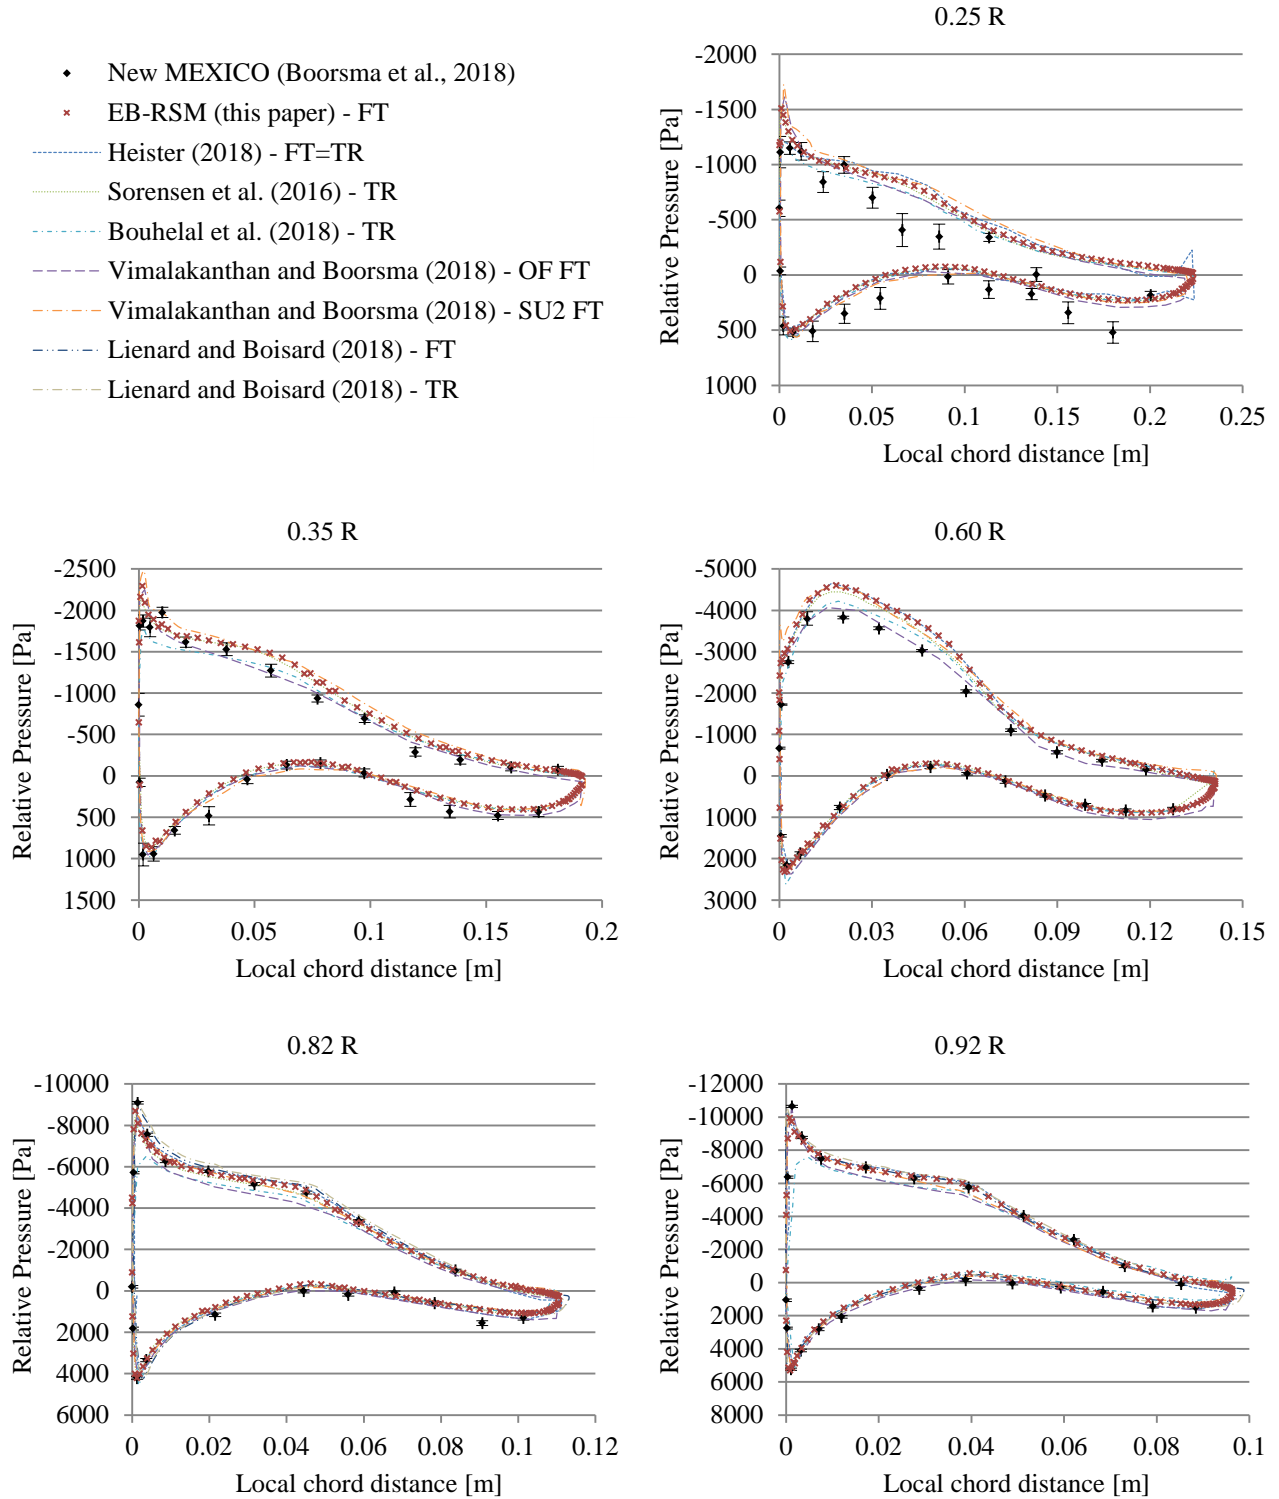 New MEXICO (Boorsma et al., 2018)
EB-RSM (this paper) - FT
Heister (2018) - FT=TR
Sorensen et al. (2016) - TR
Bouhelal et al. (2018) - TR
Vimalakanthan and Boorsma (2018) - OF FT
Vimalakanthan and Boorsma (2018) - SU2 FT
Lienard and Boisard (2018) - FT
Lienard and Boisard (2018) - TR
0.25 R
Relative Pressure [Pa]
-2000
-1500
-1000
-500
0
500
1000
0 0.05 0.1 0.15 0.2 0.25
Local chord distance [m]
0.35 R
Relative Pressure [Pa]
-2500
-2000
-1500
-1000
-500
0
500
1000
1500
0 0.05 0.1 0.15 0.2
Local chord distance [m]
0.60 R
Relative Pressure [Pa]
-5000
-4000
-3000
-2000
-1000
0
1000
2000
3000
0 0.03 0.06 0.09 0.12 0.15
Local chord distance [m]
0.82 R
Relative Pressure [Pa]
-10000
-8000
-6000
-4000
-2000
0
2000
4000
6000
0 0.02 0.04 0.06 0.08 0.1 0.12
Local chord distance [m]
0.92 R
Relative Pressure [Pa]
-12000
-10000
-8000
-6000
-4000
-2000
0
2000
4000
6000
8000
0 0.02 0.04 0.06 0.08 0.1
Local chord distance [m]